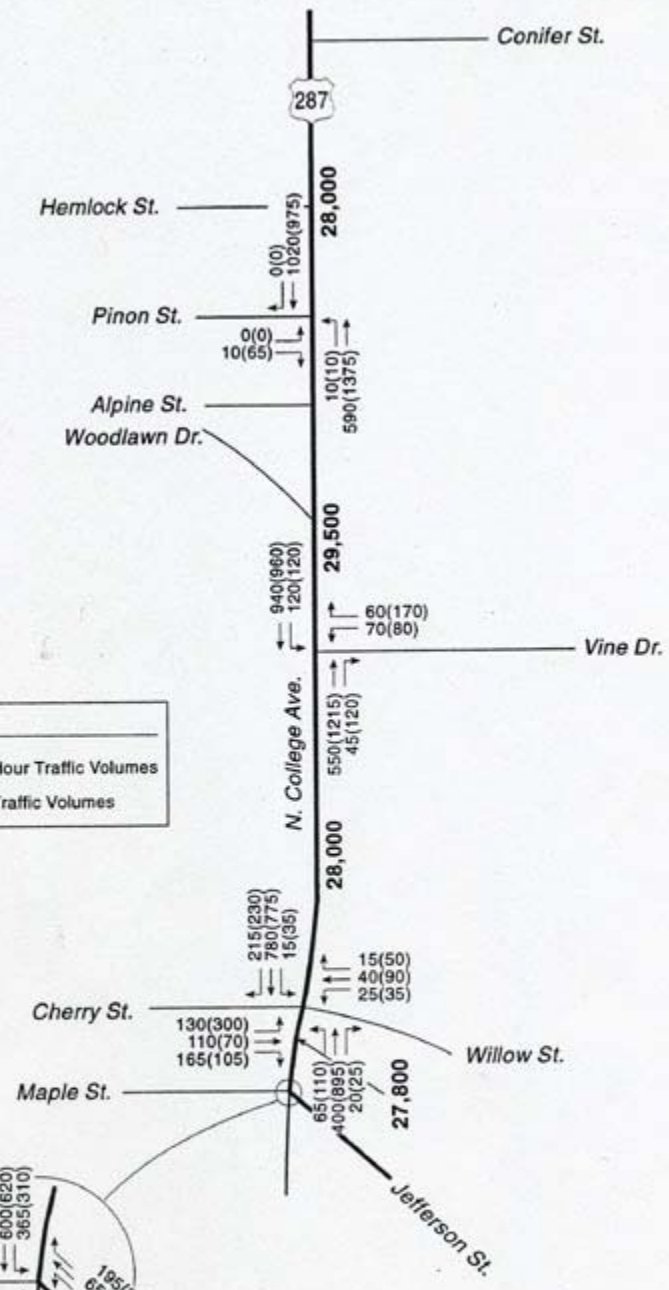 Conifer St.
287
28,000
Hemlock St.
0(0)
1020(975)
Pinon St.
0(0)
10(65)
10(10)
590(1375)
Alpine St.
Woodlawn Dr.
29,500
940(960)
120(120)
60(170)
70(80)
Vine Dr.
550(1215)
45(120)
N. College Ave.
Hour Traffic Volumes
Traffic Volumes
28,000
215(230)
780(775)
15(35)
15(50)
40(90)
25(35)
Cherry St.
130(300)
110(70)
165(105)
Willow St.
65(110)
400(895)
20(25)
27,800
Maple St.
Jefferson St.
600(620)
365(310)